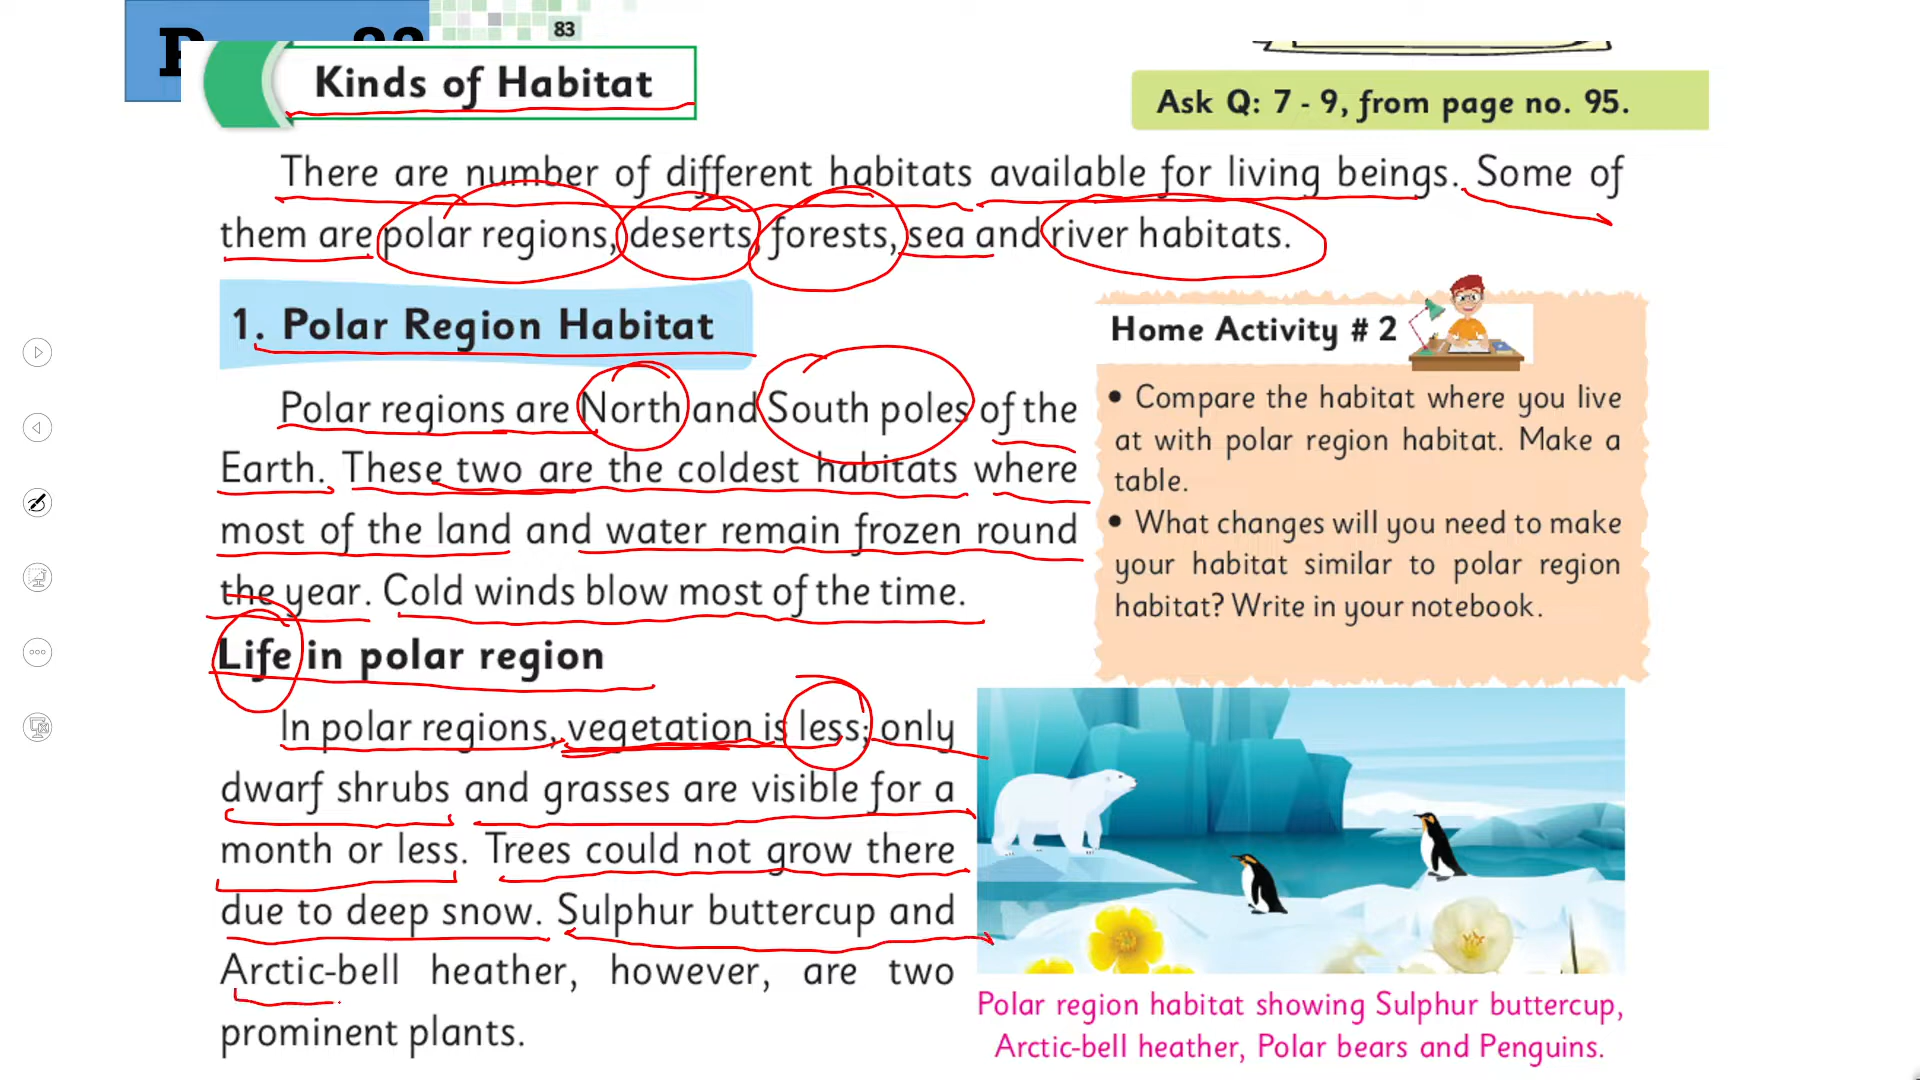 83
Kinds of Habitat
Ask Q: 7 - 9, from page no. 95.
There are number of different habitats available for living beings. Some of
them are polar regions, deserts, forests, sea and river habitats.
1. Polar Region Habitat
Polar regions are North and South poles of the
Earth. These two are the coldest habitats where
most of the land and water remain frozen round
the year. Cold winds blow most of the time.
Life in polar region
In polar regions, vegetation is less; only
dwarf shrubs and grasses are visible for a
month or less. Trees could not grow there
due to deep snow. Sulphur buttercup and
Arctic-bell heather, however, are two
prominent plants.
Home Activity # 2
• Compare the habitat where you live
at with polar region habitat. Make a
table.
• What changes will you need to make
your habitat similar to polar region
habitat? Write in your notebook.
Polar region habitat showing Sulphur buttercup,
Arctic-bell heather, Polar bears and Penguins.